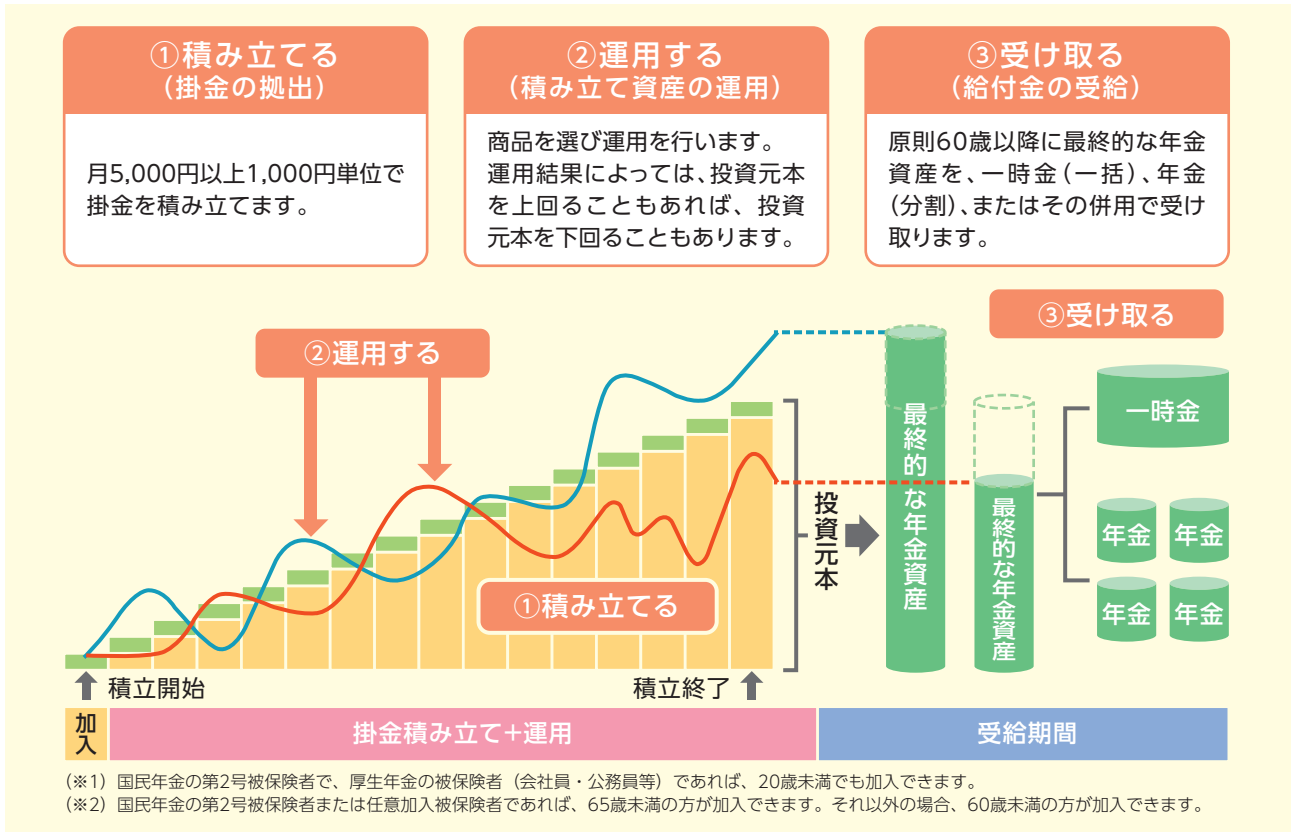 ①積み立てる
（掛金の拠出）
月5,000円以上1,000円単位で
掛金を積み立てます。
②運用する
（積み立て資産の運用）
商品を選び運用を行います。
運用結果によっては、投資元本
を上回ることもあれば、投資
元本を下回ることもあります。
③受け取る
（給付金の受給）
原則60歳以降に最終的な年金
資産を、一時金（一括）、年金
（分割）、またはその併用で受け
取ります。
③受け取る
②運用する
①積み立てる
投資元本
最終的な年金資産
最終的な年金資産
一時金
年金
年金
年金
年金
積立開始
積立終了
加入
掛金積み立て+運用
受給期間
（※1）国民年金の第2号被保険者で、厚生年金の被保険者（会社員・公務員等）であれば、20歳未満でも加入できます。
（※2）国民年金の第2号被保険者または任意加入被保険者であれば、65歳未満の方が加入できます。それ以外の場合、60歳未満の方が加入できます。